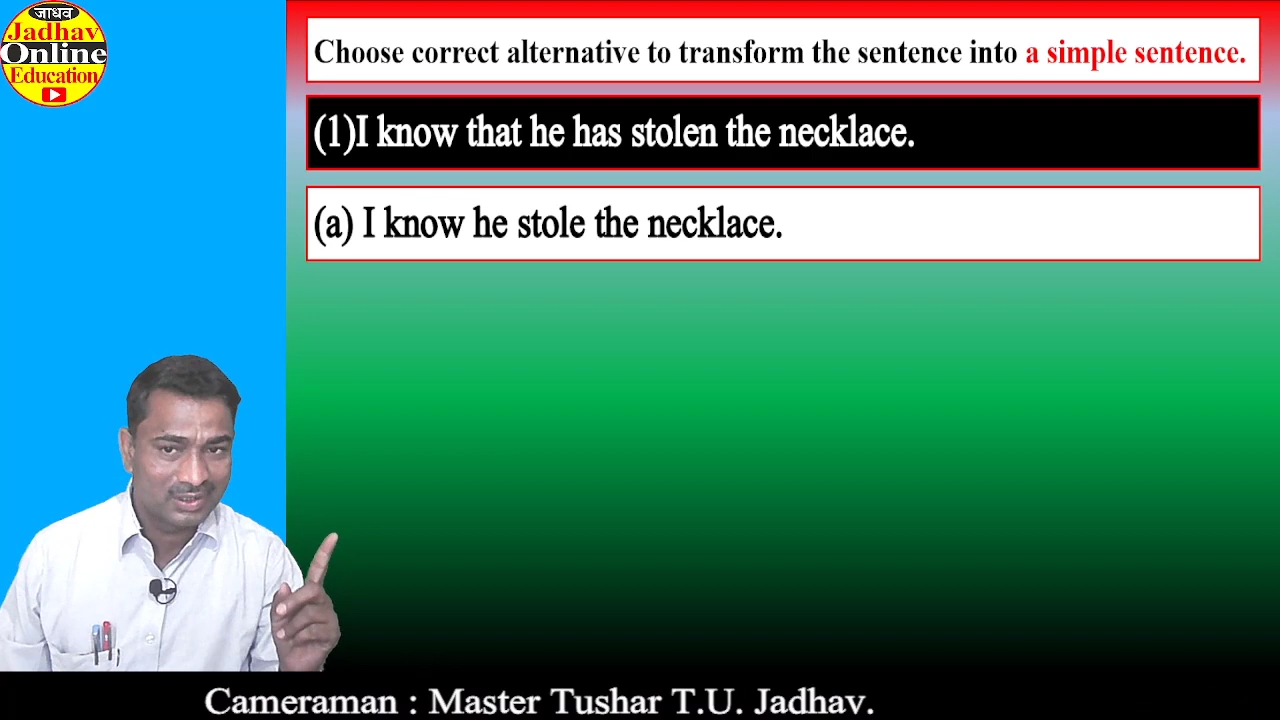 जाधव
Jadhav
Online
Education
Choose correct alternative to transform the sentence into a simple sentence.
(1)I know that he has stolen the necklace.
(a) I know he stole the necklace.
Cameraman : Master Tushar T.U. Jadhav.